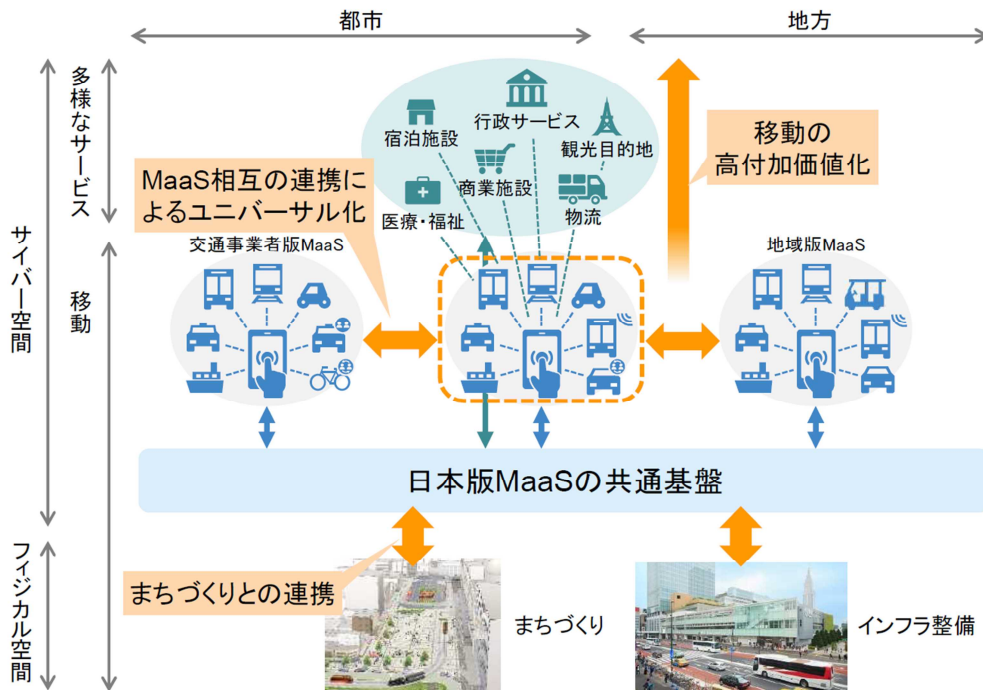 都市
地方
サイバー空間
フィジカル空間
多様なサービス
移動
宿泊施設
行政サービス
観光目的地
商業施設
医療・福祉
物流
移動の
高付加価値化
MaaS相互の連携に
よるユニバーサル化
交通事業者版MaaS
地域版MaaS
日本版MaaSの共通基盤
まちづくりとの連携
まちづくり
インフラ整備